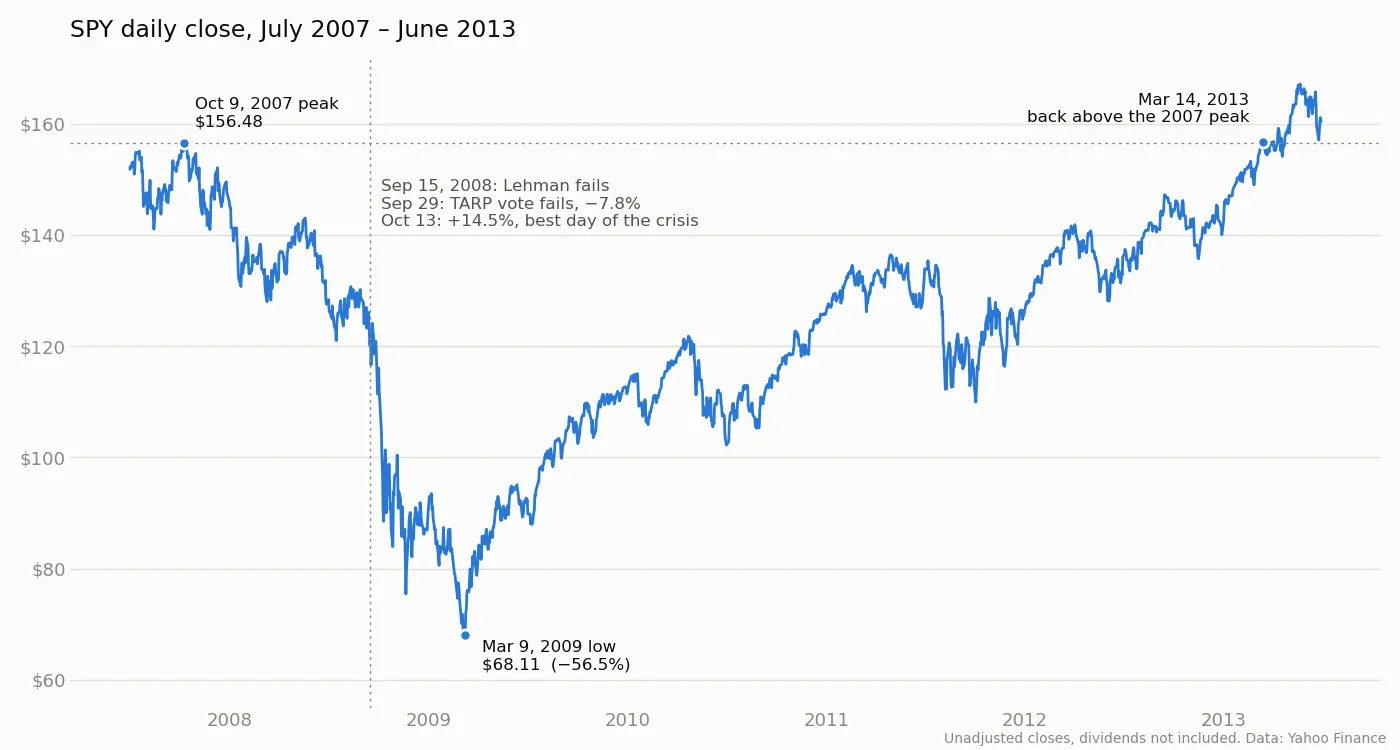 SPY daily close, July 2007 – June 2013
Oct 9, 2007 peak
$156.48
Mar 14, 2013
back above the 2007 peak
Sep 15, 2008: Lehman fails
Sep 29: TARP vote fails, −7.8%
Oct 13: +14.5%, best day of the crisis
Mar 9, 2009 low
$68.11 (−56.5%)
$160
$140
$120
$100
$80
$60
2008
2009
2010
2011
2012
2013
Unadjusted closes, dividends not included. Data: Yahoo Finance